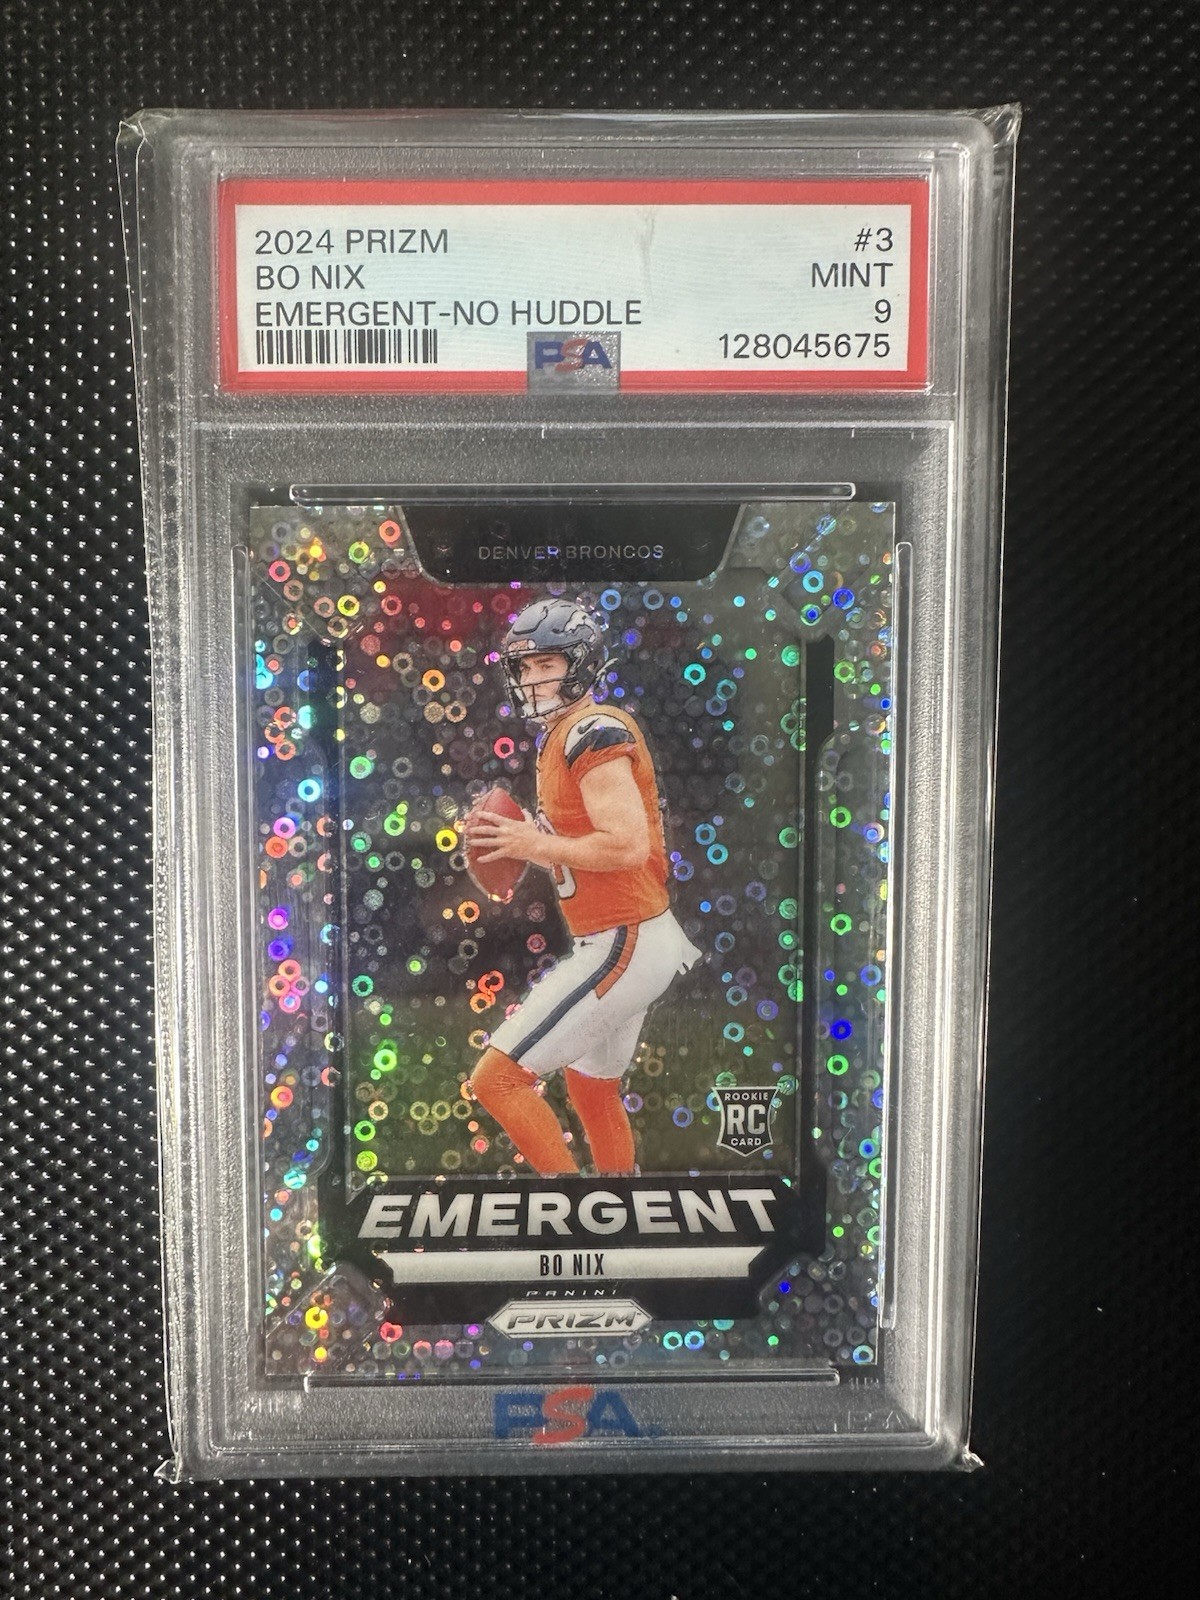 2024 PRIZM #3
BO NIX MINT
EMERGENT-NO HUDDLE 9
128045675
PSA
DENVER BRONCOS
ROOKIE
RC
CARD
EMERGENT
BO NIX
PANINI
PRIZM
PSA